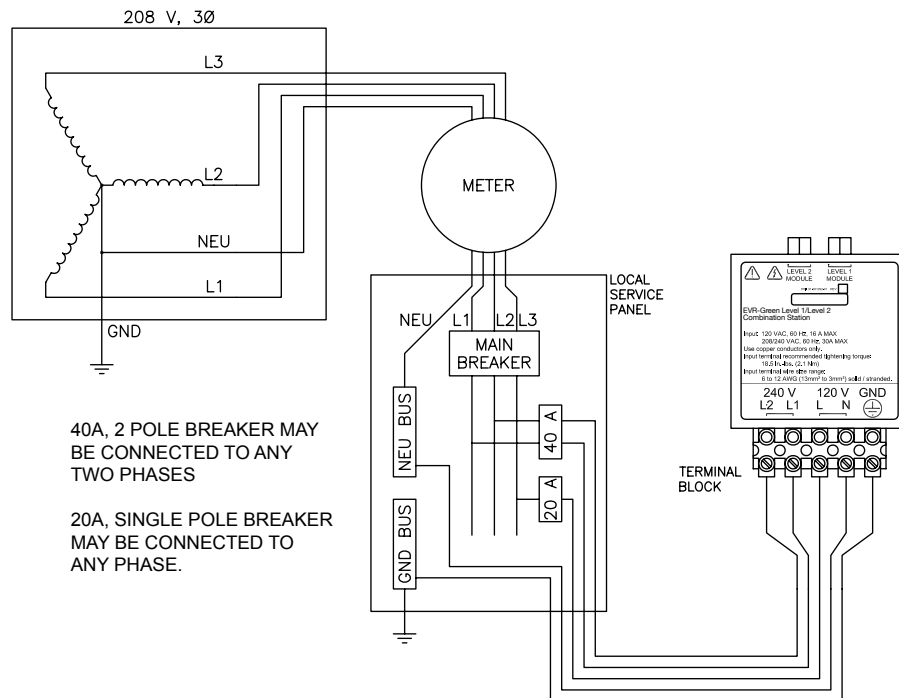 208 V, 3Ø
L3
L2
NEU
L1
GND
METER
LOCAL
SERVICE
PANEL
NEU L1 L2 L3
MAIN
BREAKER
NEU BUS
GND BUS
40 A
20 A
40A, 2 POLE BREAKER MAY
BE CONNECTED TO ANY
TWO PHASES
20A, SINGLE POLE BREAKER
MAY BE CONNECTED TO
ANY PHASE.
LEVEL 2
MODULE
LEVEL 1
MODULE
EVR-Green Level 1/Level 2
Combination Station
Input: 120 VAC, 60 Hz, 16 A MAX
208/240 VAC, 60 Hz, 30A MAX
Use copper conductors only.
Input terminal recommended tightening torque:
18.5 in.-lbs. (2.1 Nm)
Input terminal wire size range:
6 to 12 AWG (13mm² to 3mm²) solid / stranded.
240 V 120 V GND
L2 L1 L N
TERMINAL
BLOCK